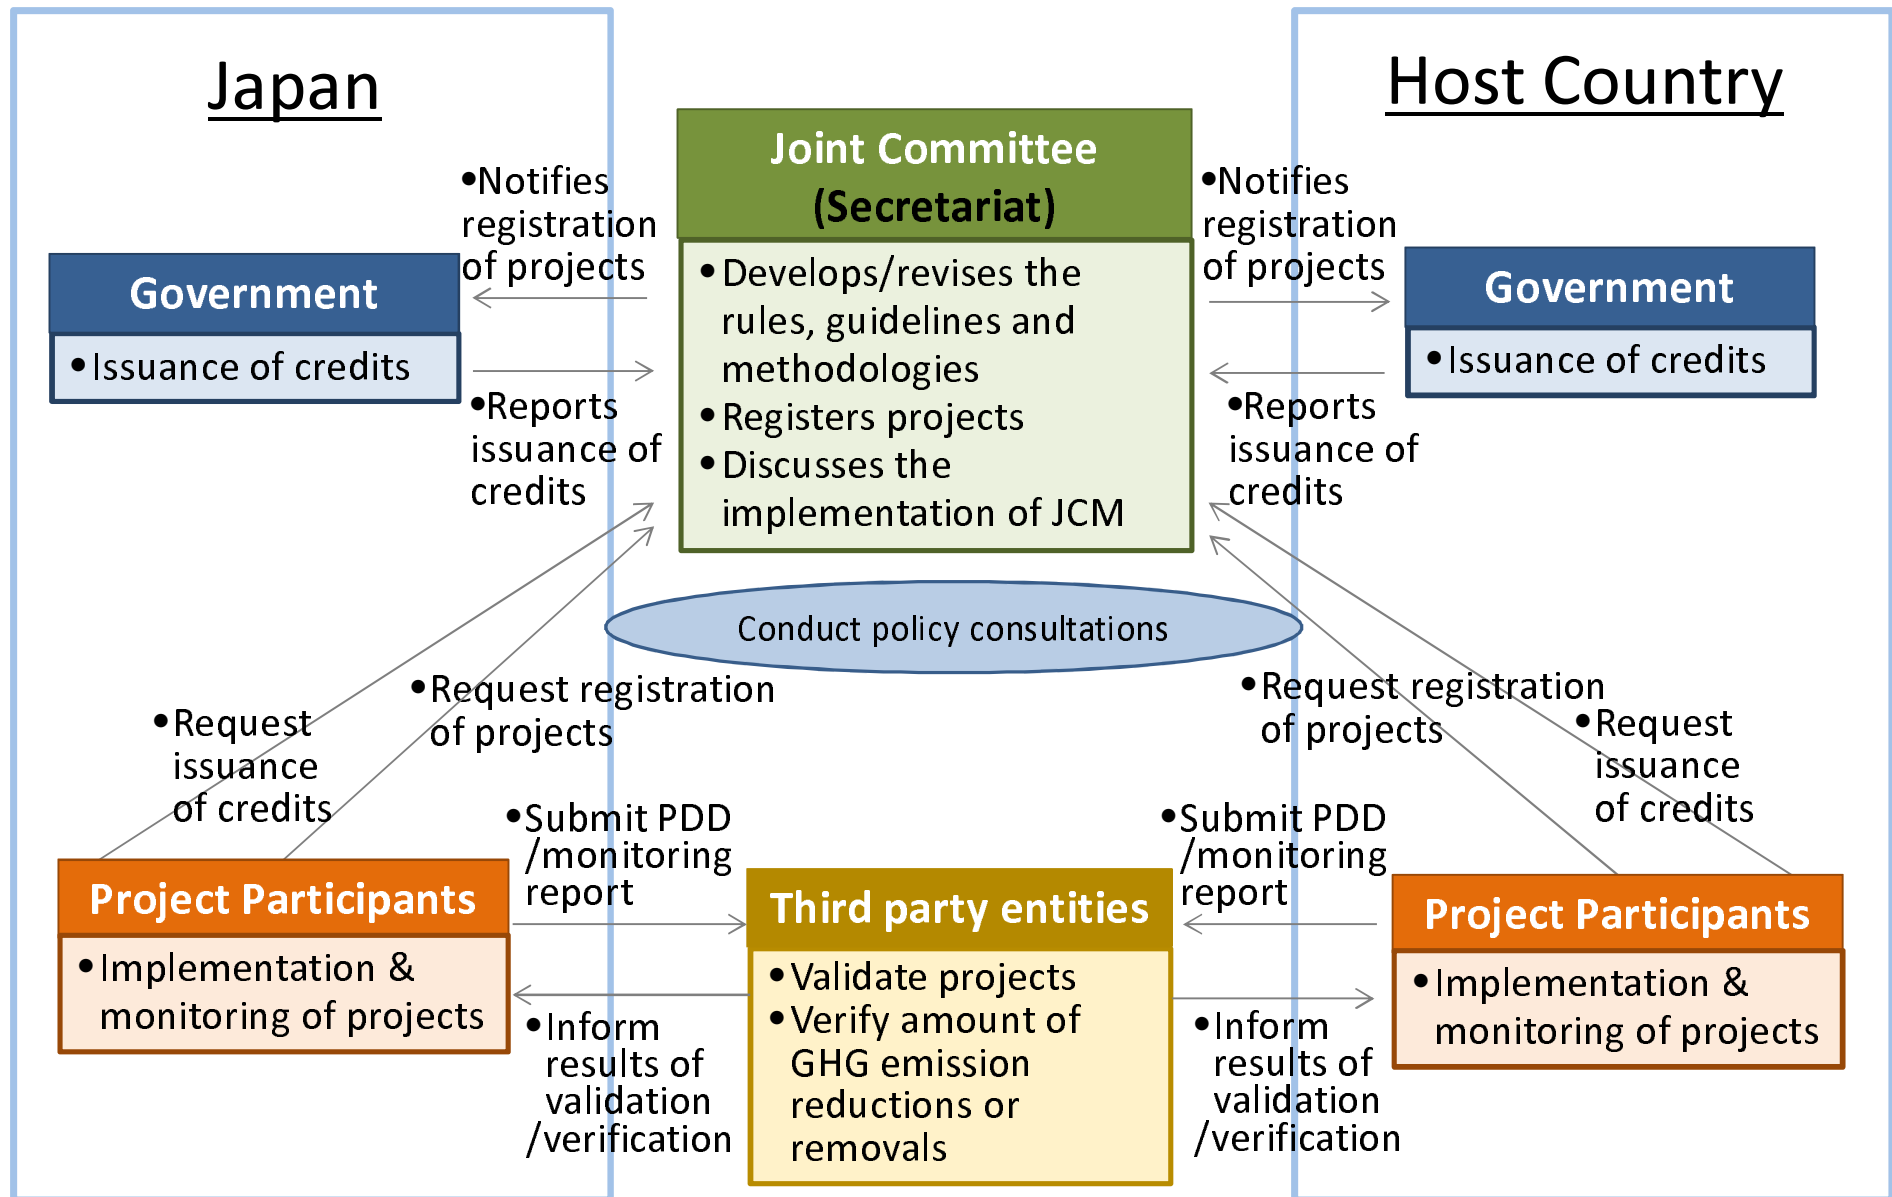 Japan
Host Country
Joint Committee
(Secretariat)
•Notifies
registration
of projects
•Notifies
registration
of projects
Government
•Issuance of credits
•Develops/revises the
rules, guidelines and
methodologies
•Registers projects
•Discusses the
implementation of JCM
Government
•Issuance of credits
•Reports
issuance of
credits
•Reports
issuance of
credits
Conduct policy consultations
•Request
issuance
of credits
•Request registration
of projects
•Request registration
of projects
•Request
issuance
of credits
•Submit PDD
/monitoring
report
•Submit PDD
/monitoring
report
Project Participants
•Implementation &
monitoring of projects
Third party entities
•Validate projects
•Verify amount of
GHG emission
reductions or
removals
Project Participants
•Implementation &
monitoring of projects
•Inform
results of
validation
/verification
•Inform
results of
validation
/verification